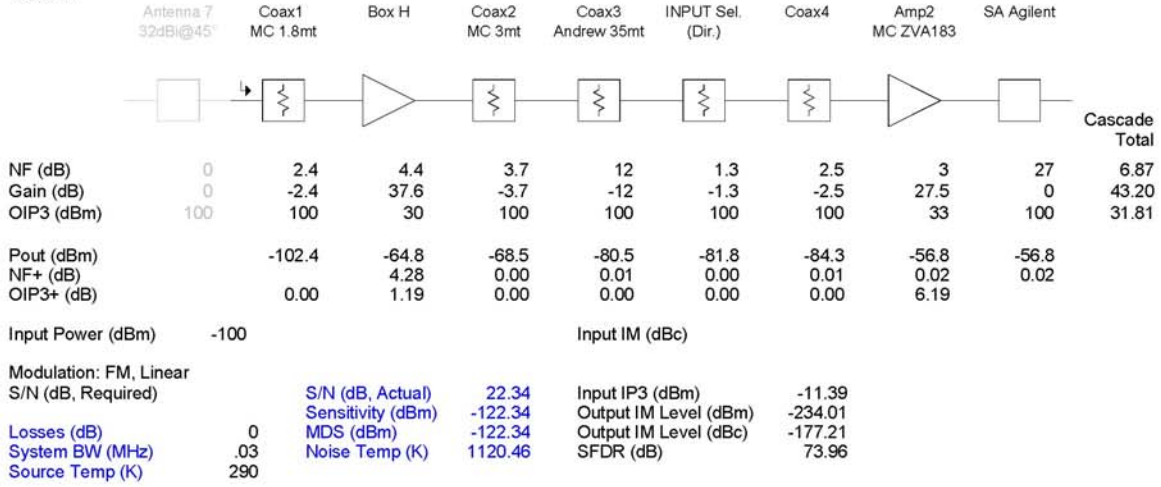 Antenna 7 Coax1 Box H Coax2 Coax3 INPUT Sel. Coax4 Amp2 SA Agilent
32dBi@45° MC 1.8mt MC 3mt Andrew 35mt (Dir.) MC ZVA183
Cascade
Total
NF (dB) 0 2.4 4.4 3.7 12 1.3 2.5 3 27 6.87
Gain (dB) 0 -2.4 37.6 -3.7 -12 -1.3 -2.5 27.5 0 43.20
OIP3 (dBm) 100 100 30 100 100 100 100 33 100 31.81
Pout (dBm) -102.4 -64.8 -68.5 -80.5 -81.8 -84.3 -56.8 -56.8
NF+ (dB) 4.28 0.00 0.01 0.00 0.01 0.02 0.02
OIP3+ (dB) 0.00 1.19 0.00 0.00 0.00 0.00 6.19
Input Power (dBm) -100 Input IM (dBc)
Modulation: FM, Linear
S/N (dB, Required) S/N (dB, Actual) 22.34 Input IP3 (dBm) -11.39
Sensitivity (dBm) -122.34 Output IM Level (dBm) -234.01
Losses (dB) 0 MDS (dBm) -122.34 Output IM Level (dBc) -177.21
System BW (MHz) .03 Noise Temp (K) 1120.46 SFDR (dB) 73.96
Source Temp (K) 290